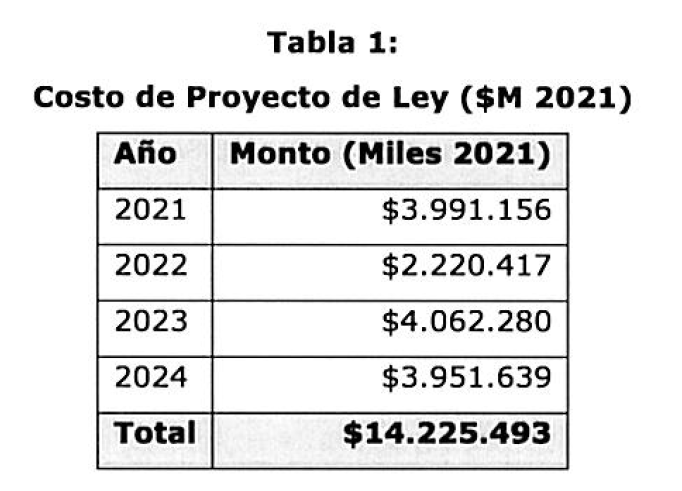 Tabla 1:
Costo de Proyecto de Ley ($M 2021)
Año Monto (Miles 2021)
2021 $3.991.156
2022 $2.220.417
2023 $4.062.280
2024 $3.951.639
Total $14.225.493